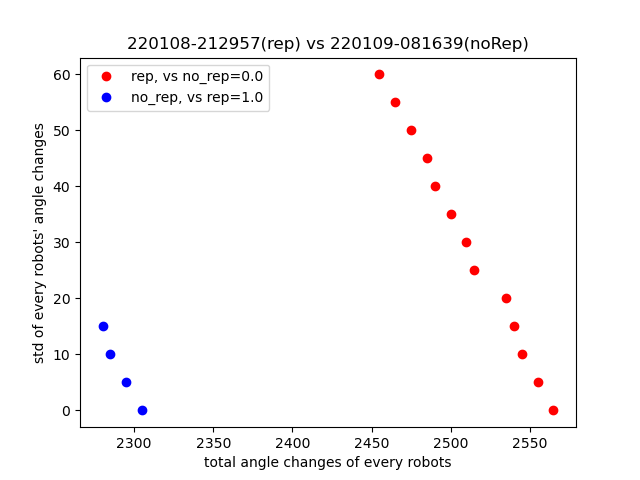 220108-212957(rep) vs 220109-081639(noRep)
rep, vs no_rep=0.0
no_rep, vs rep=1.0
std of every robots' angle changes
60
50
40
30
20
10
0
2300 2350 2400 2450 2500 2550
total angle changes of every robots